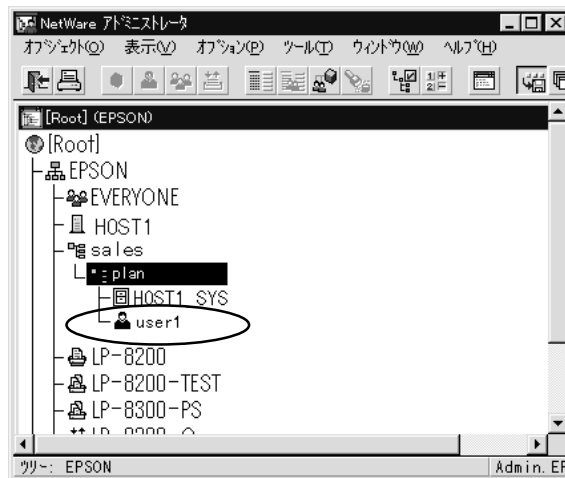 NetWare ｱﾄﾞﾐﾆｽﾄﾚｰﾀ
ｵﾌﾞｼﾞｪｸﾄ(O) 表示(V) ｵﾌﾟｼｮﾝ(P) ﾂｰﾙ(T) ｳｨﾝﾄﾞｳ(W) ﾍﾙﾌﾟ(H)
[Root] (EPSON)
[Root]
EPSON
EVERYONE
HOST1
sales
plan
HOST1_SYS
user1
LP-8200
LP-8200-TEST
LP-8300-PS
ﾂﾘｰ: EPSON Admin.EP